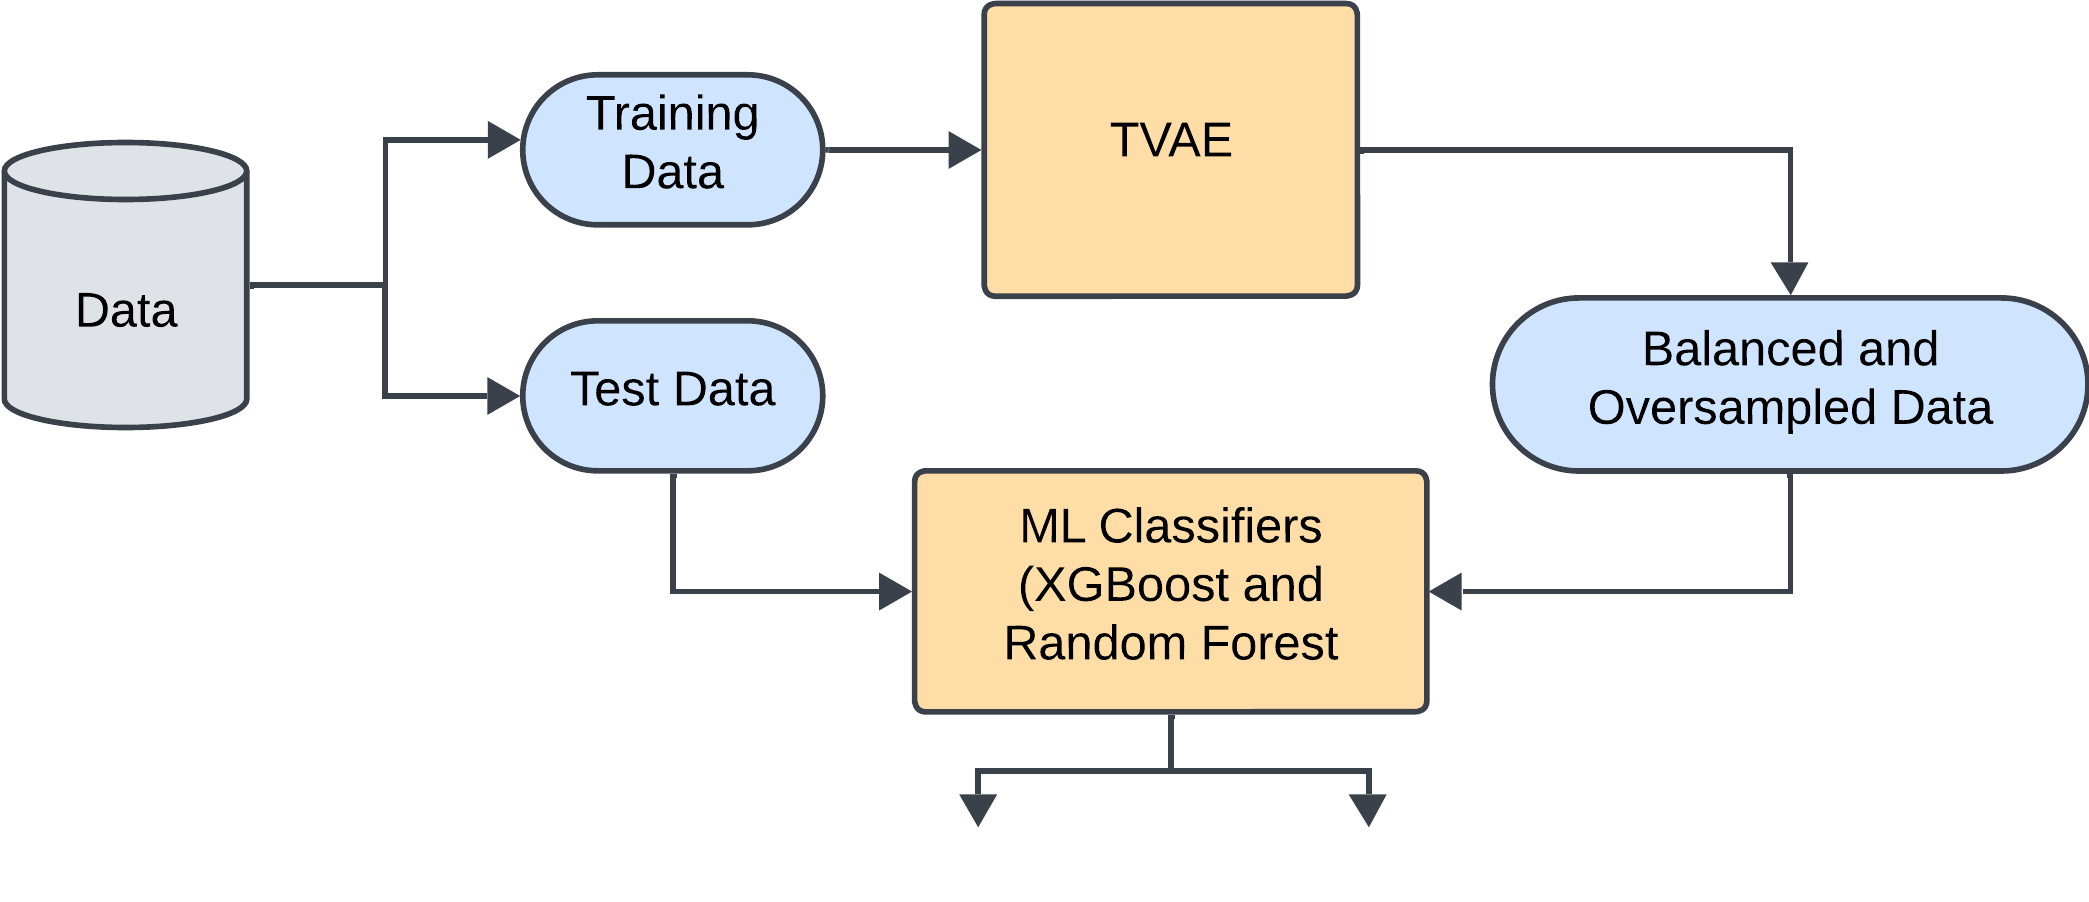 Training
Data
TVAE
Data
Test Data
Balanced and
Oversampled Data
ML Classifiers
(XGBoost and
Random Forest